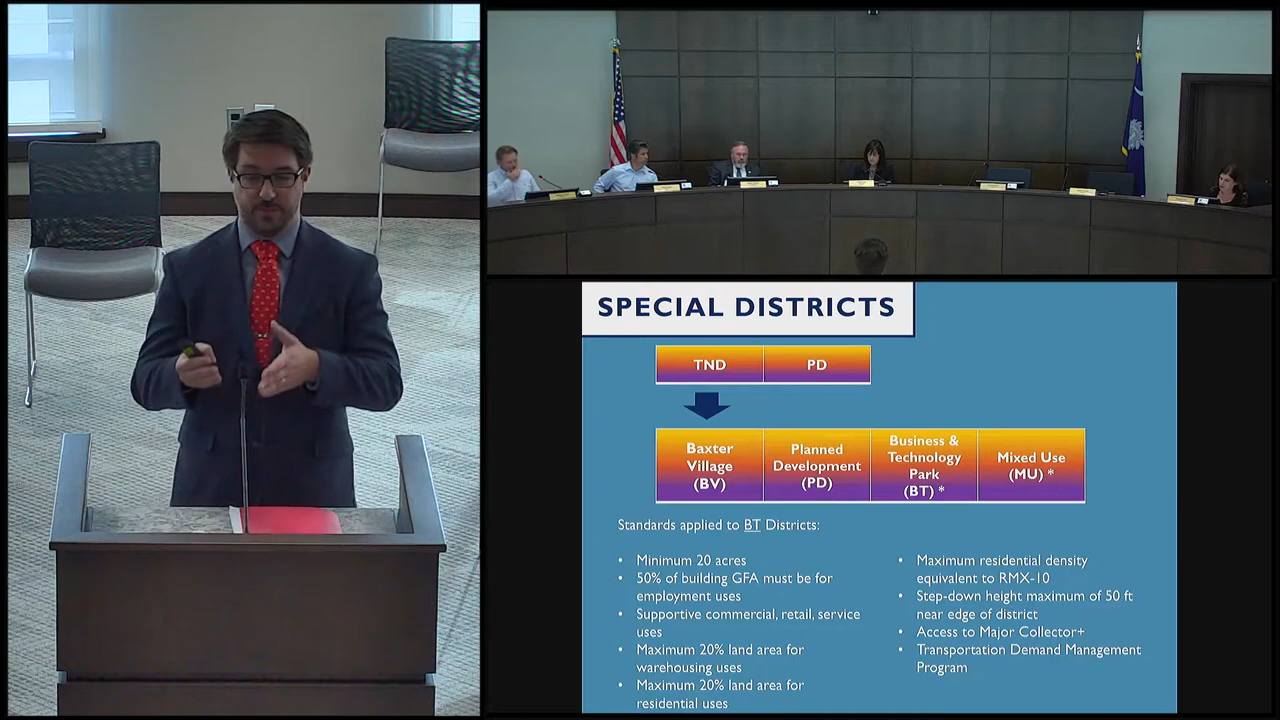 SPECIAL DISTRICTS
TND
PD
Baxter
Village
(BV)
Planned
Development
(PD)
Business &
Technology
Park
(BT) *
Mixed Use
(MU) *
Standards applied to BT Districts:
• Minimum 20 acres
• 50% of building GFA must be for
employment uses
• Supportive commercial, retail, service
uses
• Maximum 20% land area for
warehousing uses
• Maximum 20% land area for
residential uses
• Maximum residential density
equivalent to RMX-10
• Step-down height maximum of 50 ft
near edge of district
• Access to Major Collector+
• Transportation Demand Management
Program